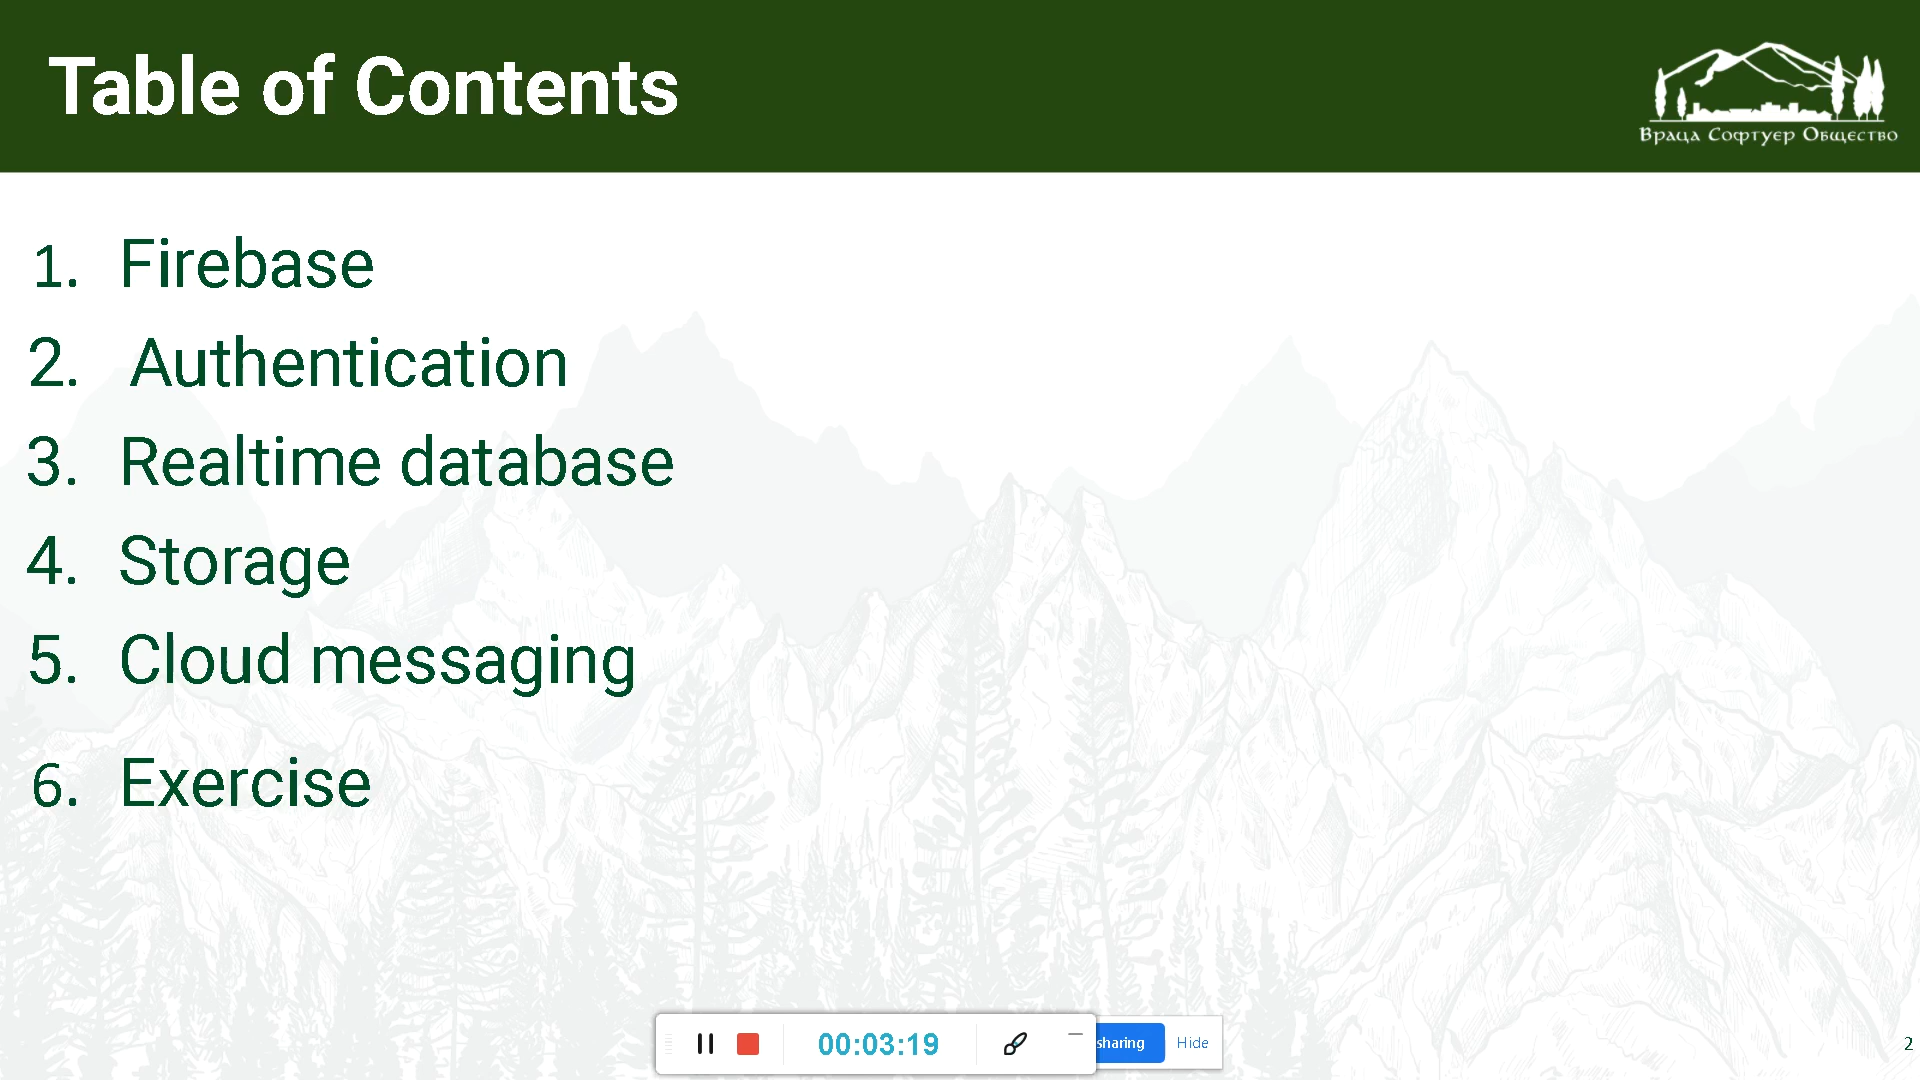 Table of Contents
Враца Софтуер Общество
1. Firebase
2. Authentication
3. Realtime database
4. Storage
5. Cloud messaging
6. Exercise
00:03:19
sharing
Hide
2